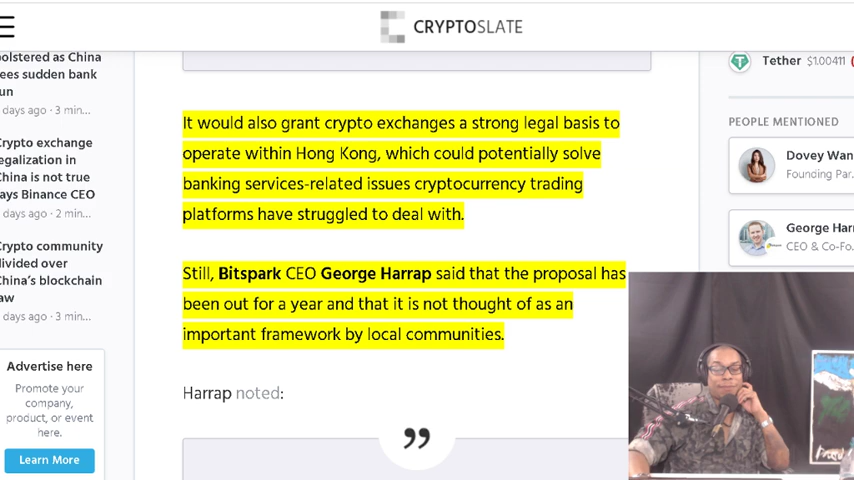 CRYPTOSLATE
olstered as China
ees sudden bank
un
days ago · 3 min...
Crypto exchange
egalization in
China is not true
ays Binance CEO
days ago · 2 min...
Crypto community
divided over
China's blockchain
aw
days ago · 3 min...
Advertise here
Promote your
company,
product, or event
here.
Learn More
It would also grant crypto exchanges a strong legal basis to
operate within Hong Kong, which could potentially solve
banking services-related issues cryptocurrency trading
platforms have struggled to deal with.
Still, Bitspark CEO George Harrap said that the proposal has
been out for a year and that it is not thought of as an
important framework by local communities.
Harrap noted:
”
Tether $1.00411 (
PEOPLE MENTIONED
Dovey Wan
Founding Par...
George Harr
CEO & Co-Fo...